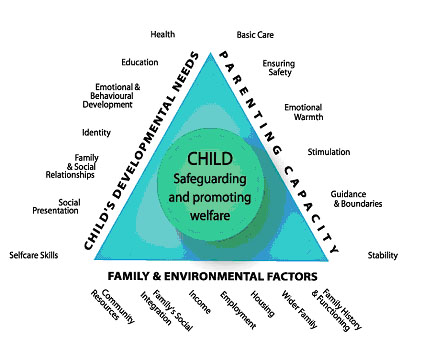 Health
Education
Emotional &
Behavioural
Development
Identity
Family
& Social
Relationships
Social
Presentation
Selfcare Skills
CHILD'S DEVELOPMENTAL NEEDS
Basic Care
Ensuring
Safety
Emotional
Warmth
Stimulation
Guidance
& Boundaries
Stability
PARENTING CAPACITY
CHILD
Safeguarding
and promoting
welfare
FAMILY & ENVIRONMENTAL FACTORS
Community
Resources
Family's Social
Integration
Income
Employment
Housing
Wider Family
Family History
& Functioning